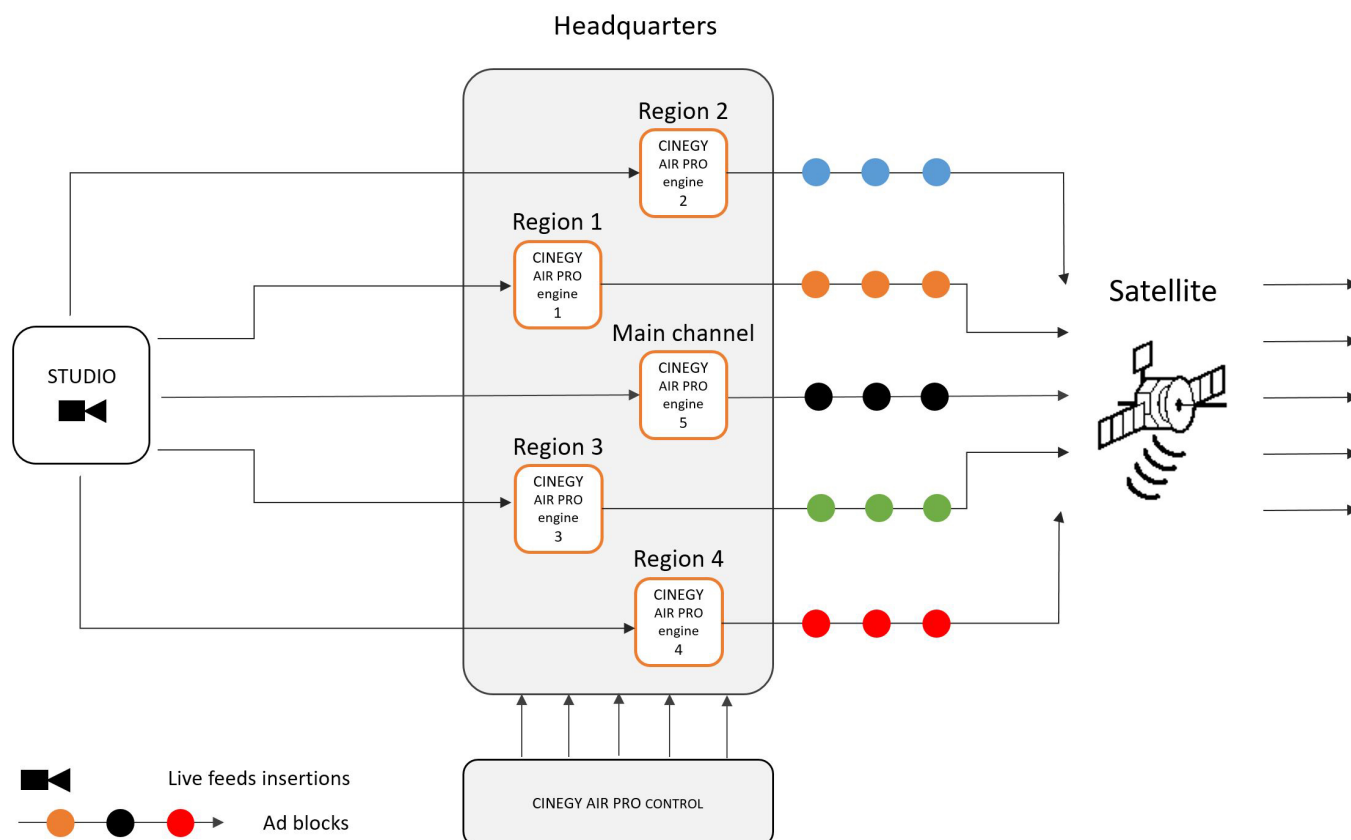 Headquarters
Region 2
CINEGY
AIR PRO
engine
2
Region 1
CINEGY
AIR PRO
engine
1
Satellite
Main channel
CINEGY
AIR PRO
engine
5
STUDIO
Region 3
CINEGY
AIR PRO
engine
3
Region 4
CINEGY
AIR PRO
engine
4
Live feeds insertions
CINEGY AIR PRO CONTROL
Ad blocks